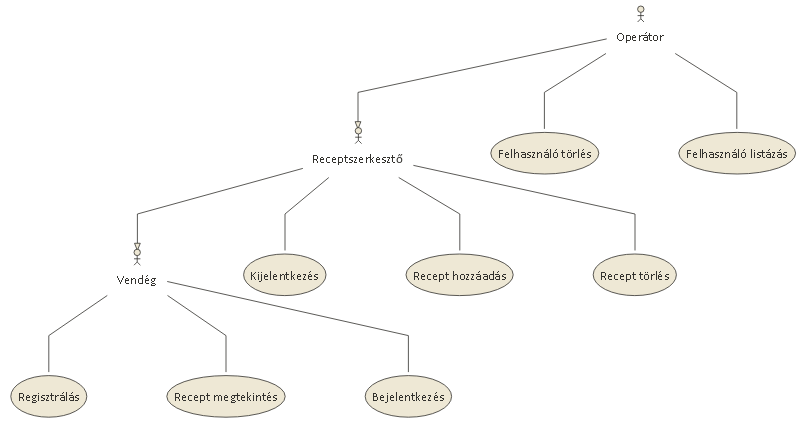 Operátor
Felhasználó törlés
Felhasználó listázás
Receptszerkesztő
Kijelentkezés
Recept hozzáadás
Recept törlés
Vendég
Regisztrálás
Recept megtekintés
Bejelentkezés